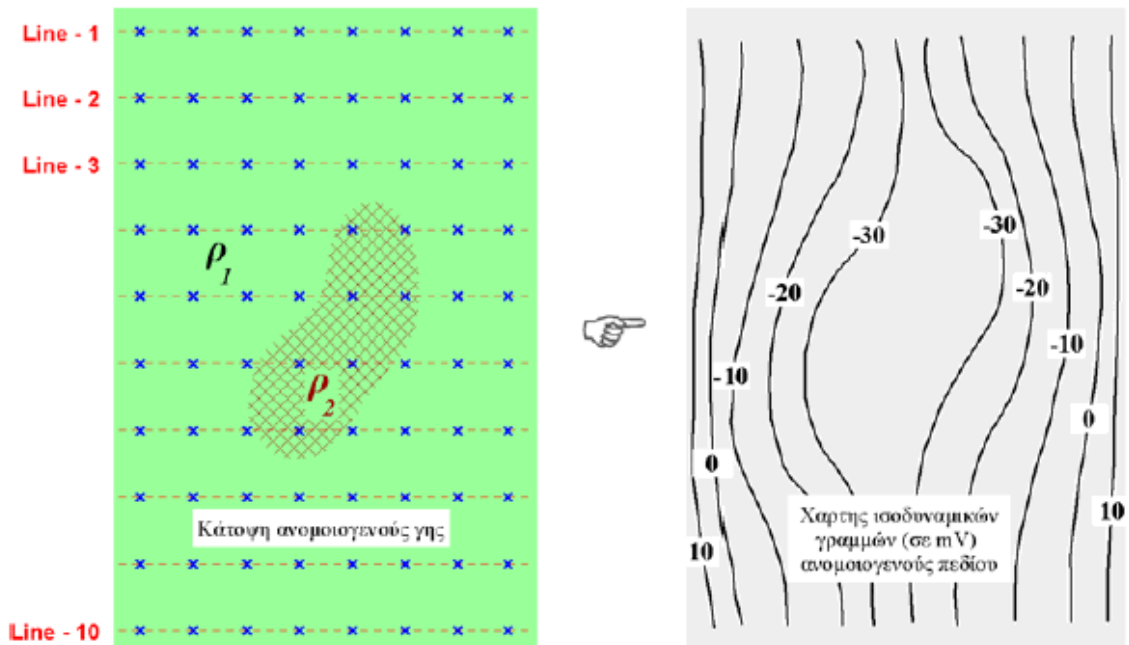 Line - 1
Line - 2
Line - 3
ρ1
ρ2
Κάτοψη ανομοιογενούς γης
Line - 10
-30
-30
-20
-20
-10
-10
0
0
10
10
Χαρτης ισοδυναμικών
γραμμών (σε mV)
ανομοιογενούς πεδίου